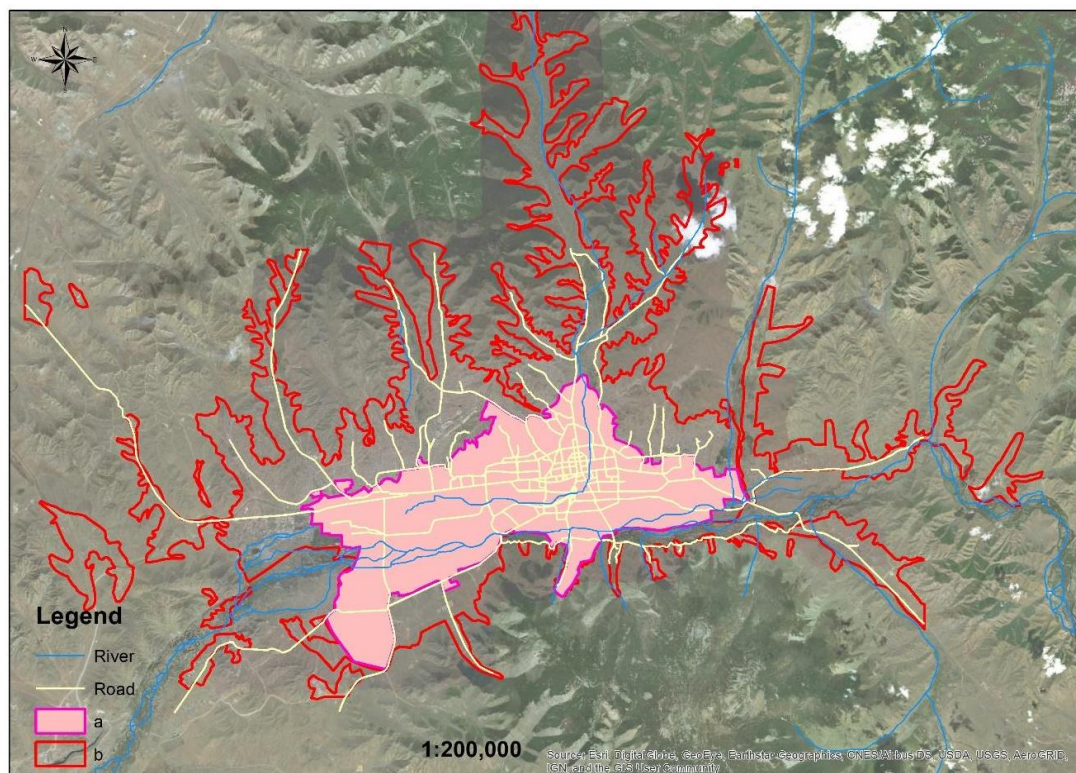 N
W
E
S
Legend
River
Road
a
b
1:200,000
Source: Esri, DigitalGlobe, GeoEye, Earthstar Geographics, CNES/Airbus DS, USDA, USGS, AeroGRID,
IGN, and the GIS User Community